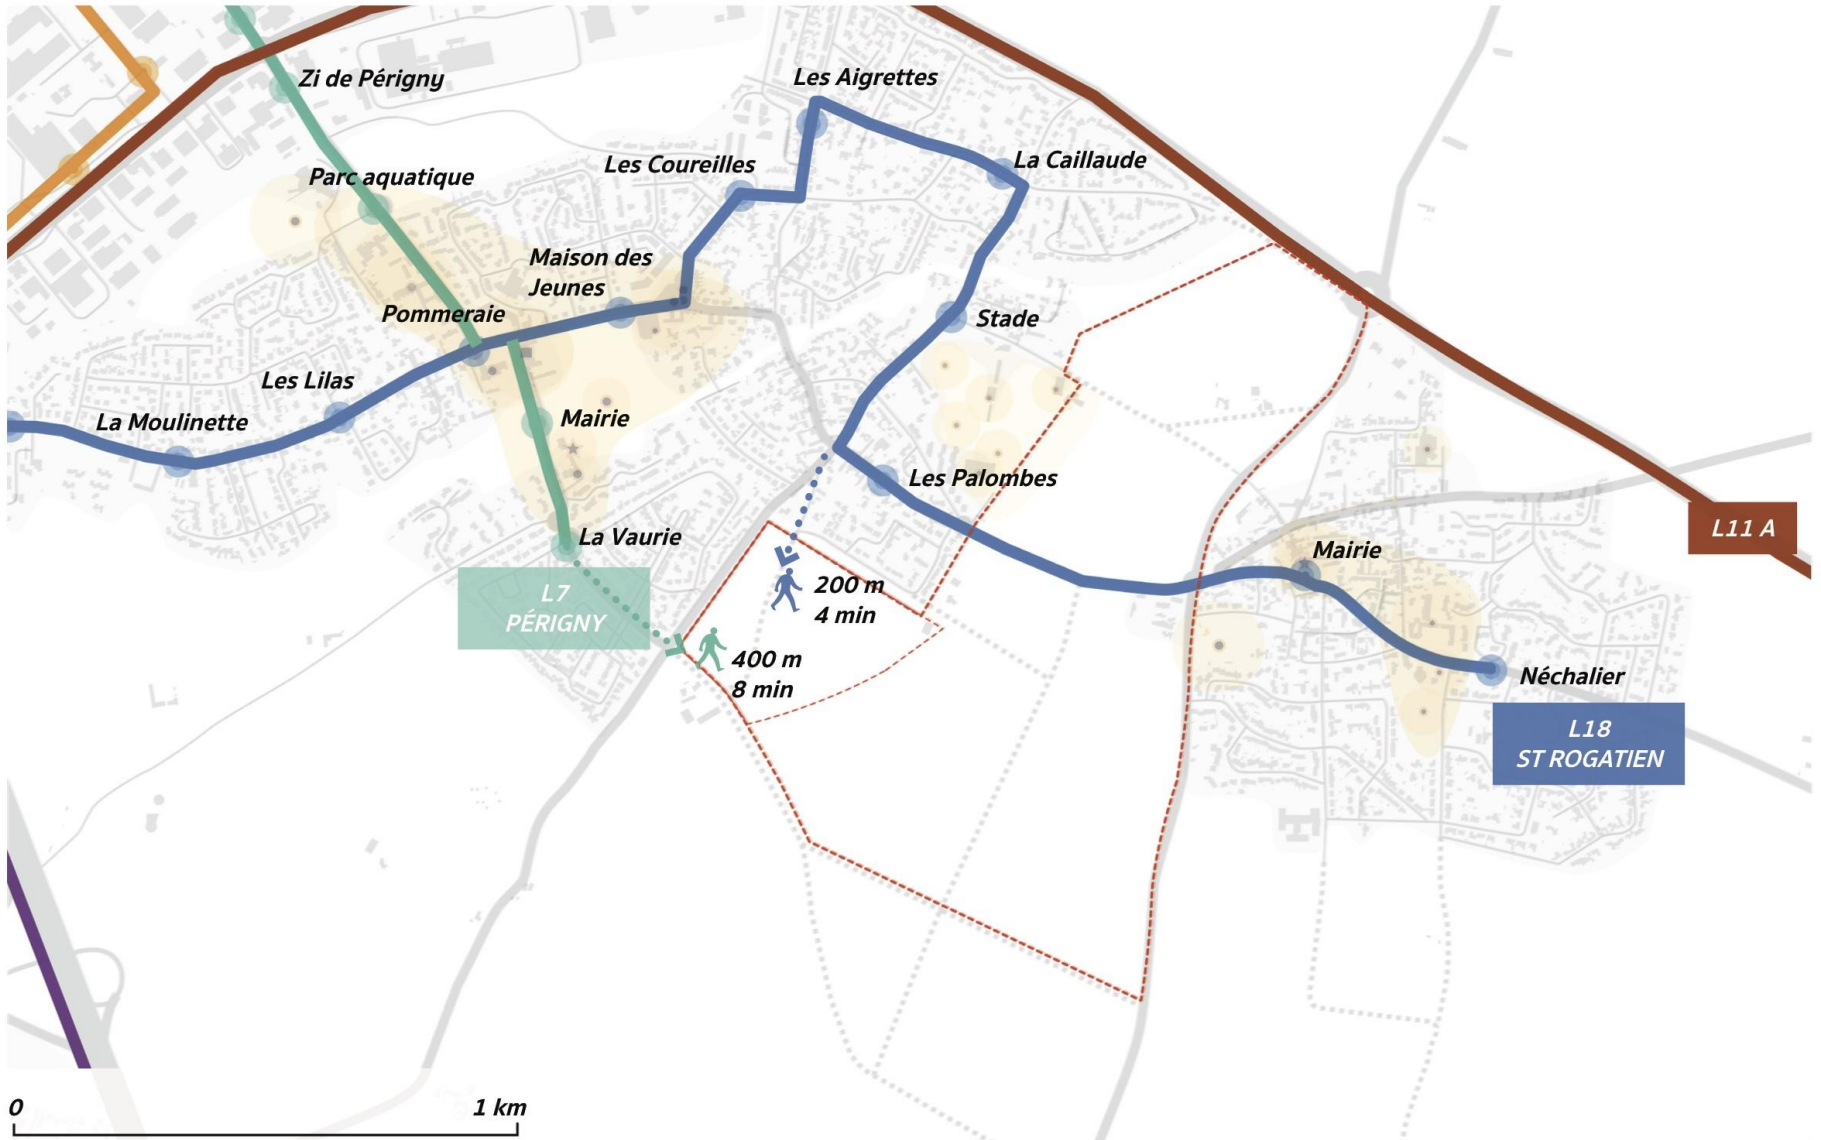 Les Aigrettes
Zi de Périgny
La Caillaude
Les Coureilles
Parc aquatique
Maison des
Jeunes
Pommeraie
Stade
Les Lilas
La Moulinette
Mairie
Les Palombes
L11 A
La Vaurie
Mairie
L7
PÉRIGNY
200 m
4 min
400 m
8 min
Néchalier
L18
ST ROGATIEN
0
1 km